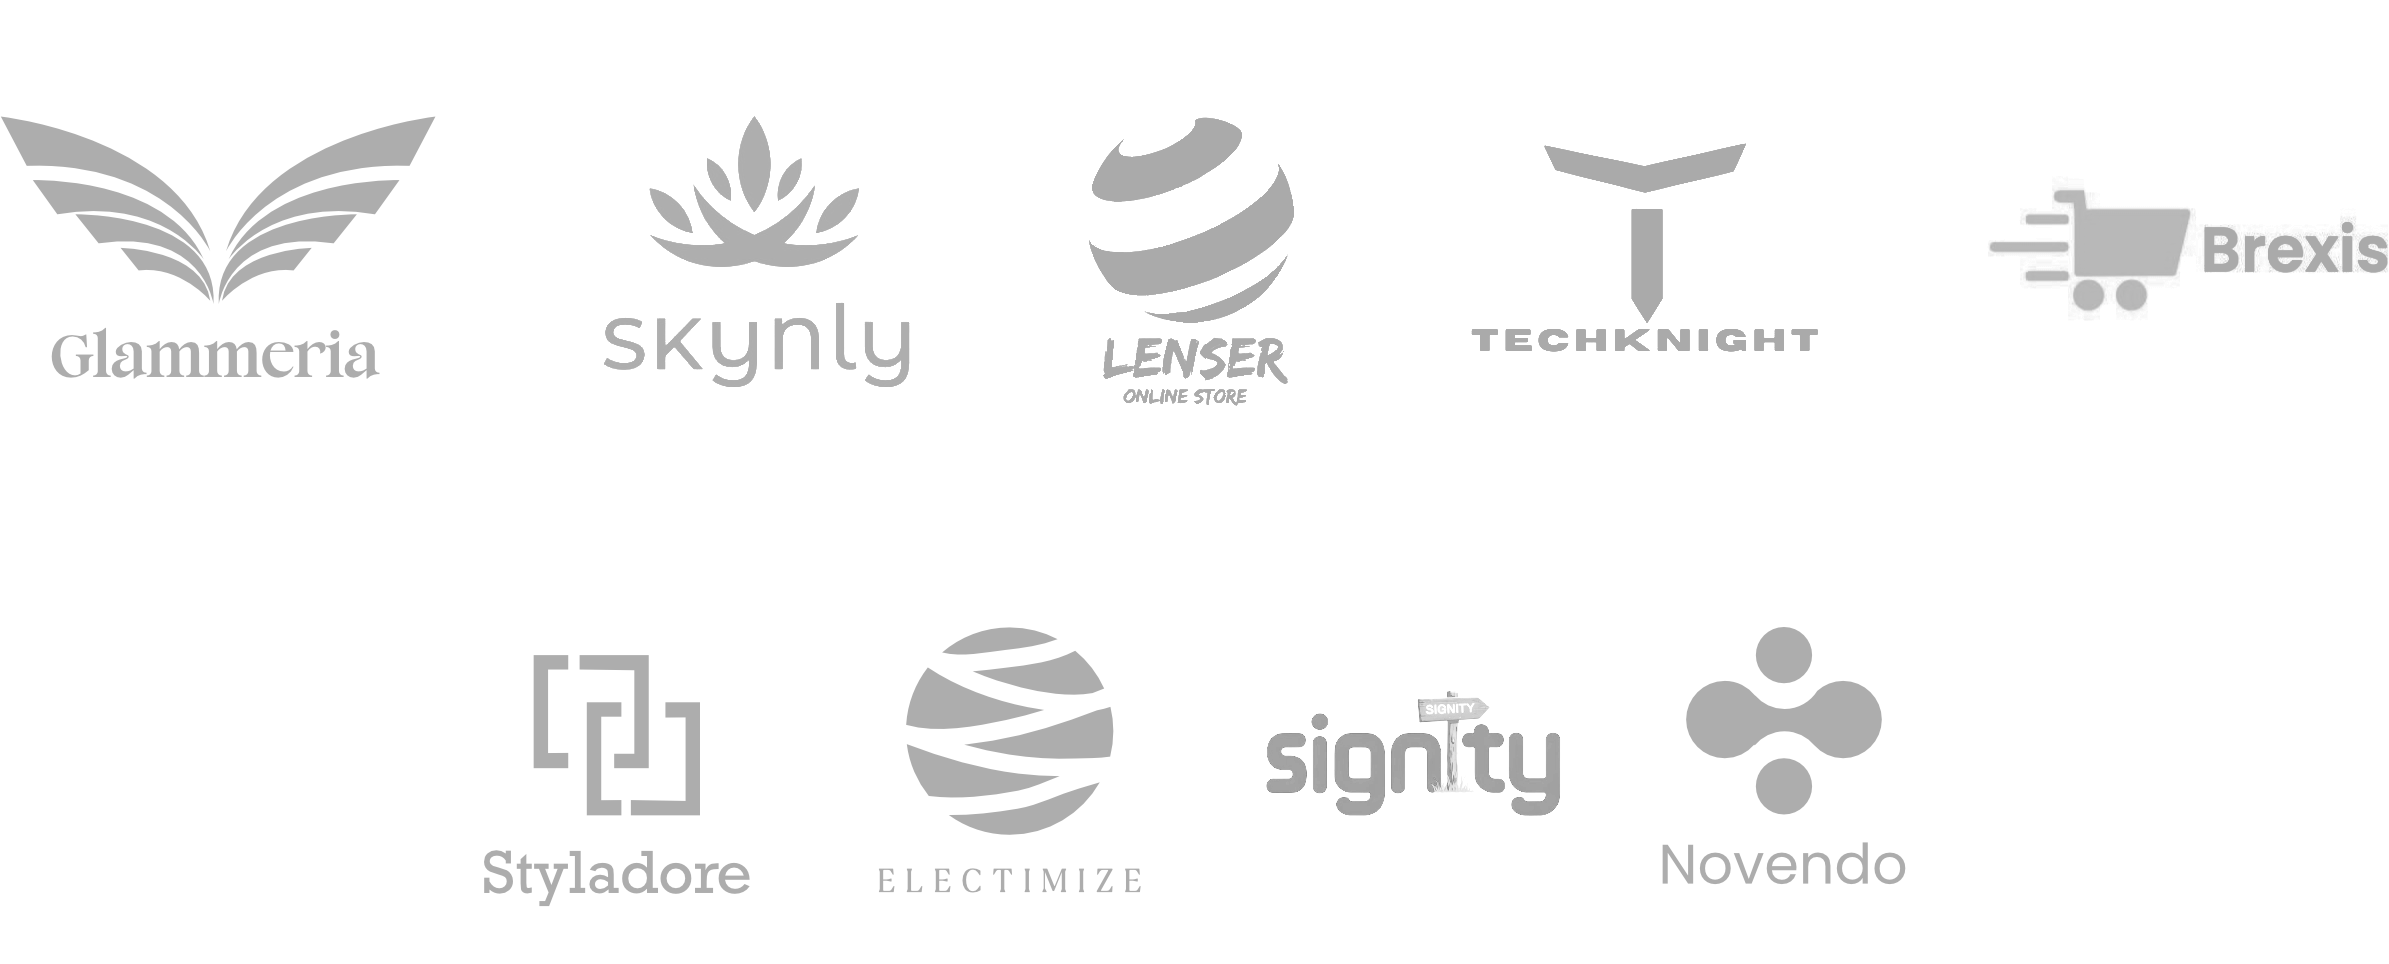 Glammeria
skynly
LENSER
ONLINE STORE
TECHKNIGHT
Brexis
Styladore
ELECTIMIZE
SIGNITY
signity
Novendo